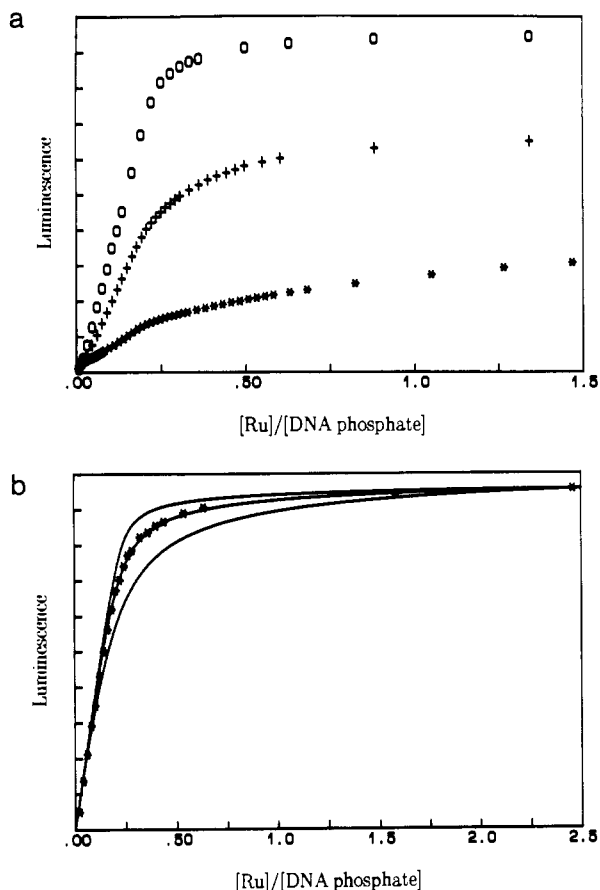 a
Luminescence
.00 .50 1.0 1.5
[Ru]/[DNA phosphate]
b
Luminescence
.00 .50 1.0 1.5 2.0 2.5
[Ru]/[DNA phosphate]